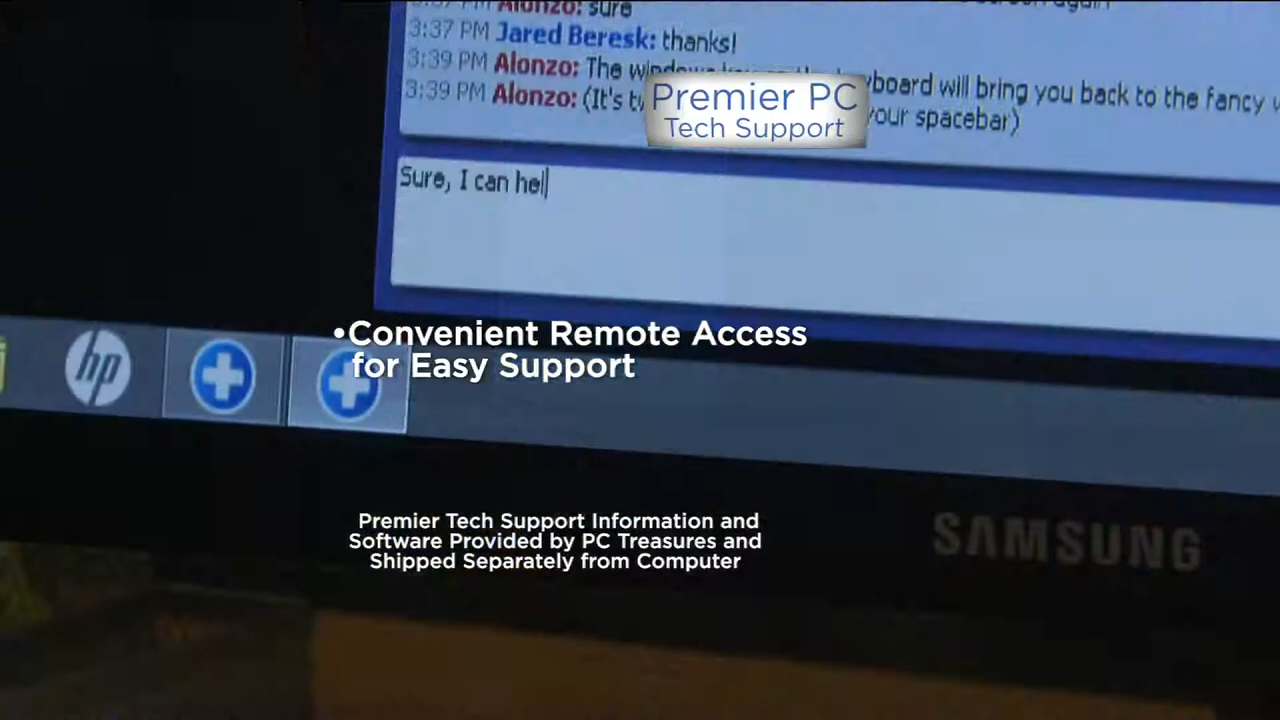 Alonzo: sure
3:37 PM Jared Beresk: thanks!
3:39 PM Alonzo: The board will bring you back to the fancy
3:39 PM Alonzo: (It's your spacebar)
Premier PC
Tech Support
Sure, I can hel
•Convenient Remote Access
for Easy Support
hp
Premier Tech Support Information and
Software Provided by PC Treasures and
Shipped Separately from Computer
SAMSUNG